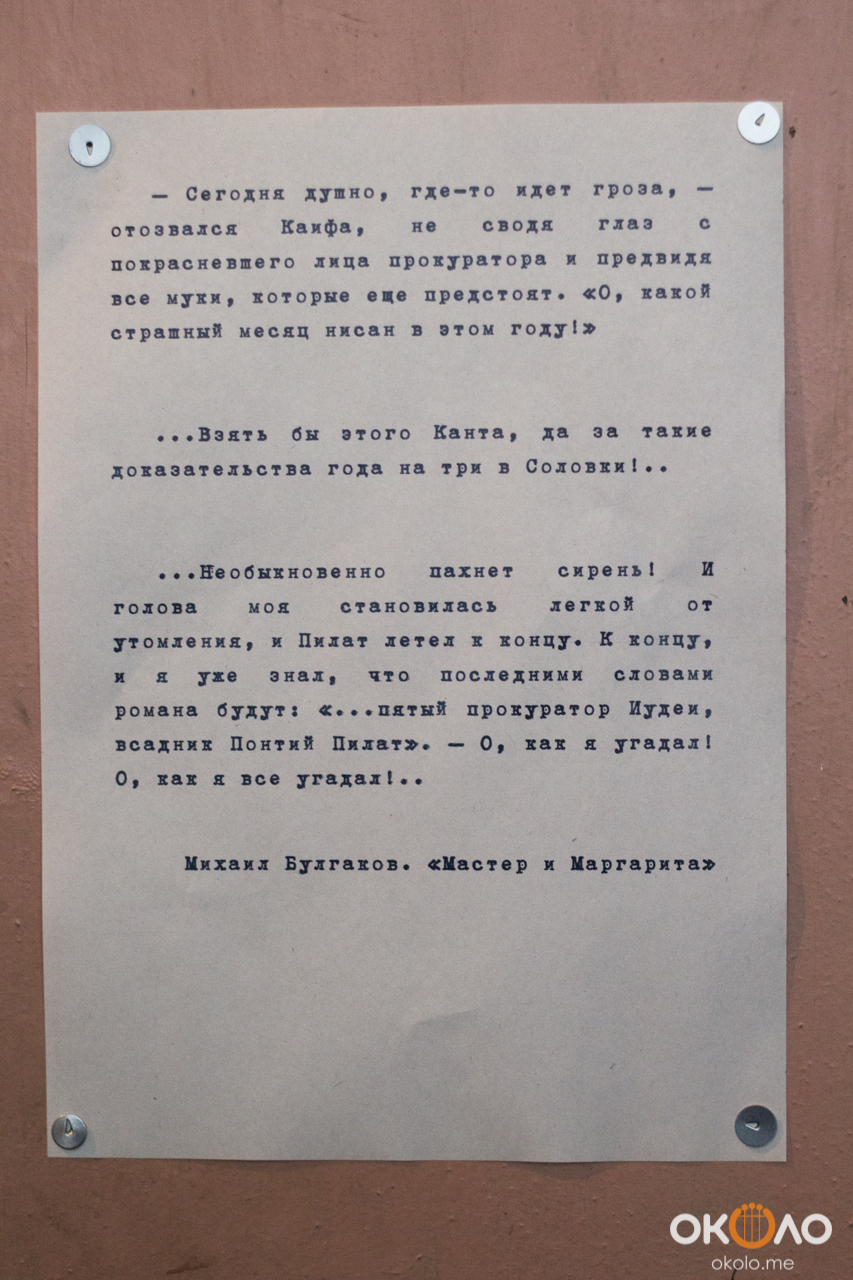 — Сегодня душно, где-то идет гроза, —
отозвался Каифа, не сводя глаз с
покрасневшего лица прокуратора и предвидя
все муки, которые еще предстоят. «О, какой
страшный месяц нисан в этом году!»
...Взять бы этого Канта, да за такие
доказательства года на три в Соловки!..
...Необыкновенно пахнет сирень! И
голова моя становилась легкой от
утомления, и Пилат летел к концу. К концу,
и я уже знал, что последними словами
романа будут: «...пятый прокуратор Иудеи,
всадник Понтий Пилат». — О, как я угадал!
О, как я все угадал!..
Михаил Булгаков. «Мастер и Маргарита»
ОКОЛО
okolo.me